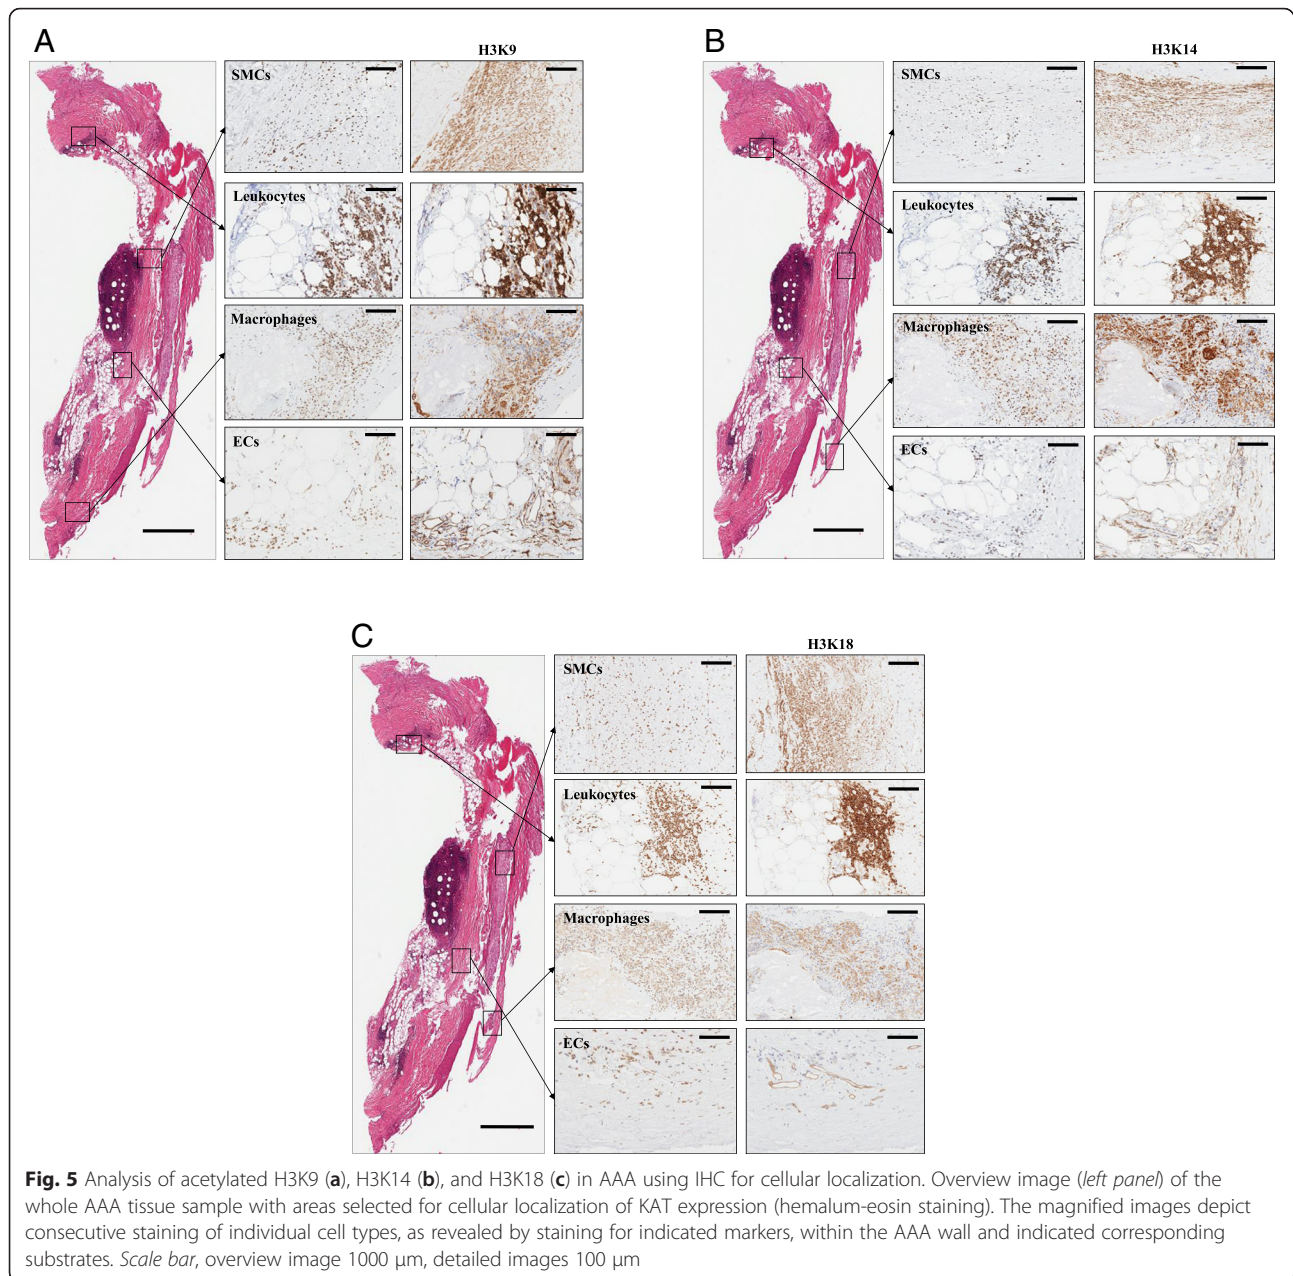 A
H3K9
SMCs
Leukocytes
Macrophages
ECs
B
H3K14
SMCs
Leukocytes
Macrophages
ECs
C
H3K18
SMCs
Leukocytes
Macrophages
ECs
Fig. 5 Analysis of acetylated H3K9 (a), H3K14 (b), and H3K18 (c) in AAA using IHC for cellular localization. Overview image (left panel) of the
whole AAA tissue sample with areas selected for cellular localization of KAT expression (hemalum-eosin staining). The magnified images depict
consecutive staining of individual cell types, as revealed by staining for indicated markers, within the AAA wall and indicated corresponding
substrates. Scale bar, overview image 1000 μm, detailed images 100 μm